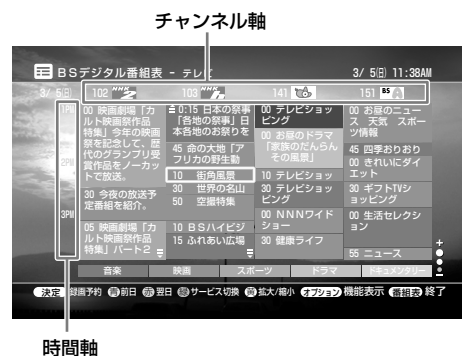 チャンネル軸
BSデジタル番組表 - テレビ 3/ 5㊐ 11:38AM
3/ 5㊐ 102 NHK 2 103 NHK h 141 151 BS A
1PM
2PM
3PM
00 映画劇場「カ
ルト映画祭作品
特集」今年の映画
祭を記念して、歴
代のグランプリ受
賞作品をノーカッ
トで放送。
30 今夜の放送予
定番組を紹介。
05 映画劇場「カ
ルト映画祭作品
特集」パート2
0:15 日本の祭事
「各地の祭事」日
本各地のお祭りを
45 命の大地「ア
フリカの野生動
10 街角風景
30 世界の名山
50 空撮特集
10 BSハイビジ
15 ふれあい広場
00 テレビショッ
ピング
00 お昼のドラマ
「家族のだんらん
その風景」
10 テレビショッ
30 テレビショッ
ピング
00 NNNワイド
ショー
30 健康ライフ
00 お昼のニュー
ス 天気 スポー
ツ情報
45 四季おりおり
00 きれいにダイ
エット
30 ギフトTVシ
ョッピング
00 生活セレクシ
ョン
55 ニュース
音楽 映画 スポーツ ドラマ ドキュメンタリー
決定 録画予約 青 前日 赤 翌日 緑 サービス切換 黄 拡大/縮小 オプション 機能表示 番組表 終了
時間軸